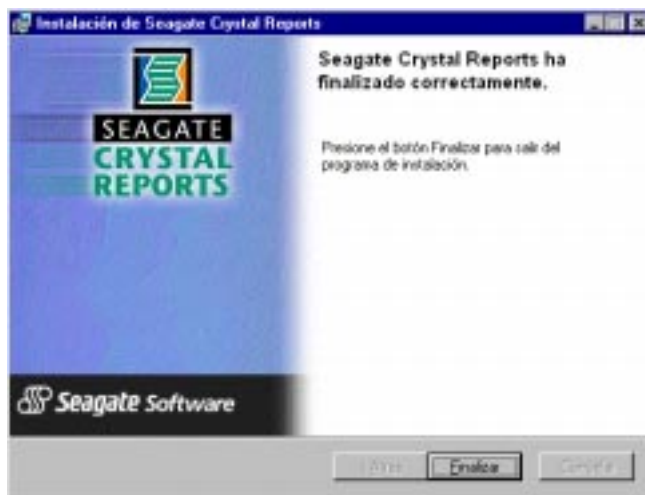 Instalación de Seagate Crystal Reports
SEAGATE
CRYSTAL
REPORTS
Seagate Crystal Reports ha
finalizado correctamente.
Presione el botón Finalizar para salir del
programa de instalación.
Seagate Software
Finalizar